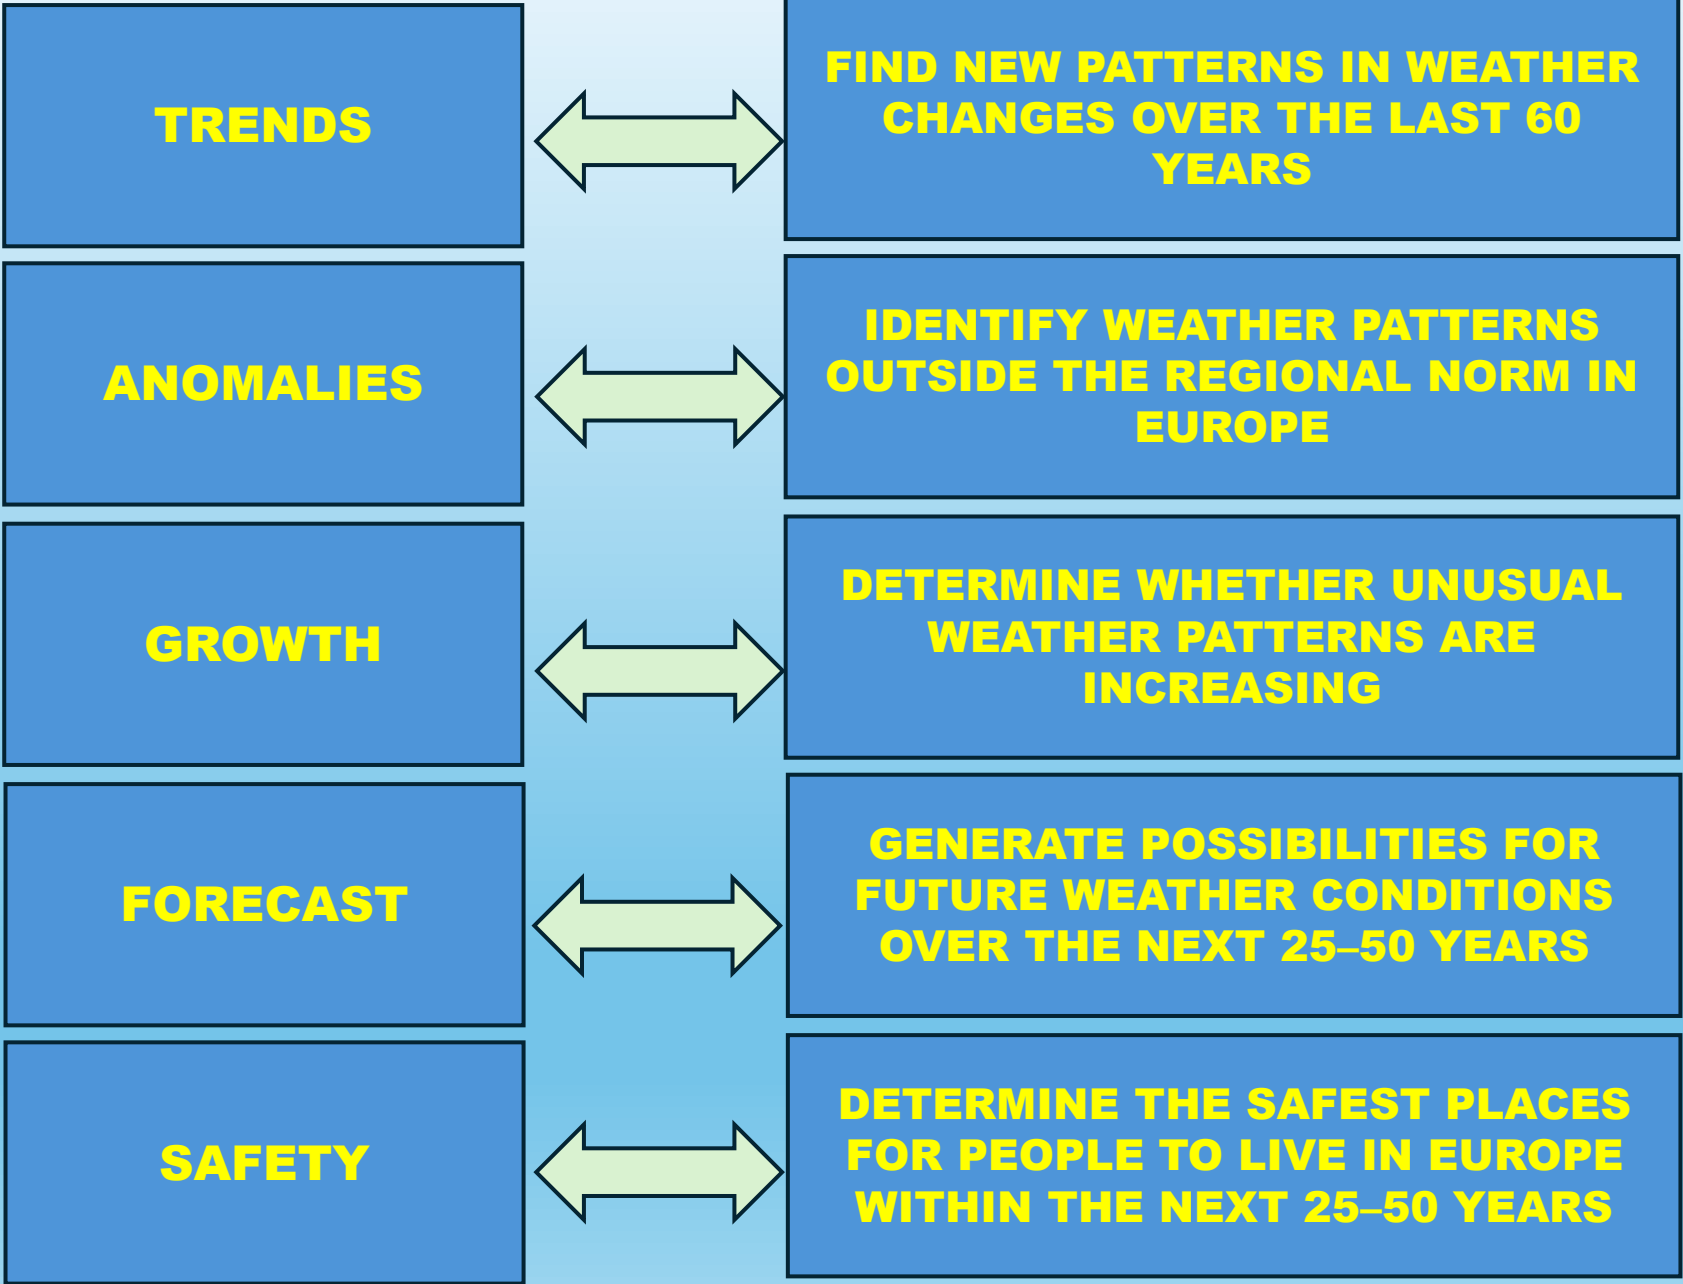 TRENDS
FIND NEW PATTERNS IN WEATHER
CHANGES OVER THE LAST 60
YEARS
ANOMALIES
IDENTIFY WEATHER PATTERNS
OUTSIDE THE REGIONAL NORM IN
EUROPE
GROWTH
DETERMINE WHETHER UNUSUAL
WEATHER PATTERNS ARE
INCREASING
FORECAST
GENERATE POSSIBILITIES FOR
FUTURE WEATHER CONDITIONS
OVER THE NEXT 25–50 YEARS
SAFETY
DETERMINE THE SAFEST PLACES
FOR PEOPLE TO LIVE IN EUROPE
WITHIN THE NEXT 25–50 YEARS